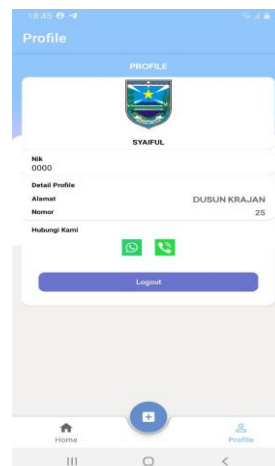 18:45
Profile
PROFILE
SYAIFUL
Nik
0000
Detail Profile
Alamat DUSUN KRAJAN
Nomor 25
Hubungi Kami
Logout
Home Profile